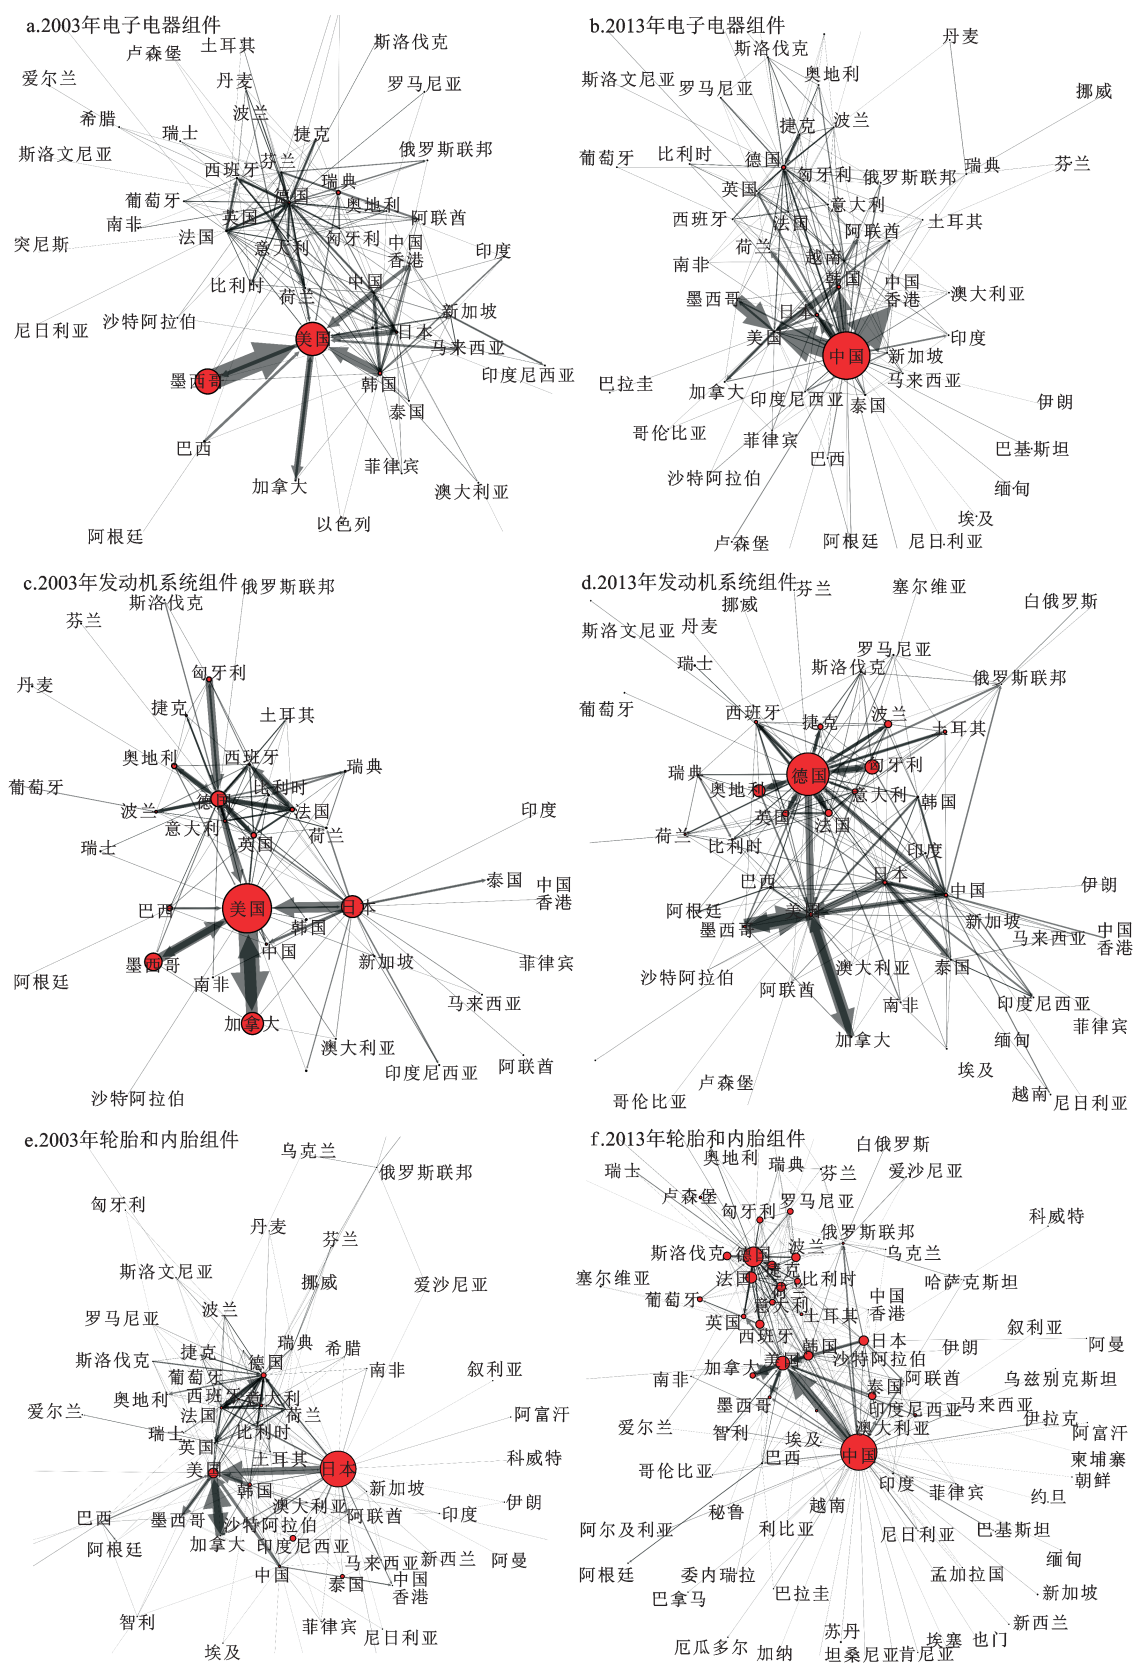 a.2003年电子电器组件
卢森堡
土耳其
斯洛伐克
爱尔兰
丹麦
罗马尼亚
希腊
波兰
瑞士
捷克
斯洛文尼亚
西班牙
芬兰
俄罗斯联邦
葡萄牙
德国
瑞典
南非
英国
奥地利
阿联酋
突尼斯
法国
意大利
匈牙利
中国
香港
印度
比利时
荷兰
中国
尼日利亚
沙特阿拉伯
新加坡
美国
日本
马来西亚
墨西哥
韩国
印度尼西亚
泰国
巴西
加拿大
菲律宾
澳大利亚
阿根廷
以色列
b.2013年电子电器组件
丹麦
斯洛伐克
斯洛文尼亚
奥地利
罗马尼亚
挪威
捷克
波兰
葡萄牙
比利时
德国
匈牙利
俄罗斯联邦
瑞典
芬兰
英国
意大利
西班牙
法国
阿联酋
土耳其
荷兰
越南
南非
韩国
中国
香港
澳大利亚
墨西哥
日本
美国
印度
中国
新加坡
巴拉圭
马来西亚
加拿大
印度尼西亚
泰国
伊朗
哥伦比亚
菲律宾
巴基斯坦
巴西
沙特阿拉伯
缅甸
埃及
卢森堡
阿根廷
尼日利亚
c.2003年发动机系统组件
俄罗斯联邦
斯洛伐克
芬兰
匈牙利
丹麦
捷克
土耳其
奥地利
西班牙
瑞典
葡萄牙
德国
比利时
波兰
法国
意大利
荷兰
印度
瑞士
英国
泰国
中国
香港
巴西
美国
日本
韩国
中国
墨西哥
新加坡
菲律宾
阿根廷
南非
马来西亚
加拿大
澳大利亚
印度尼西亚
阿联酋
沙特阿拉伯
d.2013年发动机系统组件
芬兰
塞尔维亚
挪威
白俄罗斯
斯洛文尼亚
丹麦
瑞士
罗马尼亚
斯洛伐克
俄罗斯联邦
葡萄牙
西班牙
捷克
波兰
土耳其
瑞典
德国
匈牙利
奥地利
意大利
韩国
英国
法国
荷兰
比利时
印度
巴西
日本
中国
伊朗
阿根廷
美国
墨西哥
新加坡
马来西亚
中国
香港
沙特阿拉伯
澳大利亚
泰国
阿联酋
南非
印度尼西亚
菲律宾
加拿大
缅甸
卢森堡
埃及
哥伦比亚
越南
尼日利亚
e.2003年轮胎和内胎组件
乌克兰
俄罗斯联邦
匈牙利
丹麦
芬兰
斯洛文尼亚
挪威
爱沙尼亚
罗马尼亚
波兰
瑞典
希腊
斯洛伐克
捷克
德国
葡萄牙
南非
叙利亚
奥地利
西班牙
意大利
爱尔兰
法国
荷兰
阿富汗
瑞士
比利时
英国
土耳其
科威特
美国
日本
韩国
新加坡
伊朗
巴西
墨西哥
澳大利亚
沙特阿拉伯
阿联酋
印度
阿根廷
加拿大
印度尼西亚
马来西亚
新西兰
阿曼
中国
泰国
中国
香港
智利
菲律宾
尼日利亚
埃及
f.2013年轮胎和内胎组件
白俄罗斯
瑞士
奥地利
瑞典
芬兰
爱沙尼亚
卢森堡
匈牙利
罗马尼亚
科威特
俄罗斯联邦
斯洛伐克
德国
波兰
乌克兰
塞尔维亚
法国
捷克
比利时
哈萨克斯坦
葡萄牙
荷兰
意大利
中国
香港
英国
土耳其
西班牙
叙利亚
韩国
日本
伊朗
阿曼
加拿大
美国
沙特阿拉伯
南非
泰国
阿联酋
乌兹别克斯坦
墨西哥
印度尼西亚
马来西亚
爱尔兰
智利
埃及
澳大利亚
伊拉克
阿富汗
哥伦比亚
巴西
中国
柬埔寨
朝鲜
印度
菲律宾
约旦
秘鲁
越南
阿尔及利亚
利比亚
尼日利亚
巴基斯坦
缅甸
阿根廷
委内瑞拉
孟加拉国
巴拿马
巴拉圭
新加坡
新西兰
厄瓜多尔
加纳
苏丹
坦桑尼亚
肯尼亚
埃塞
也门